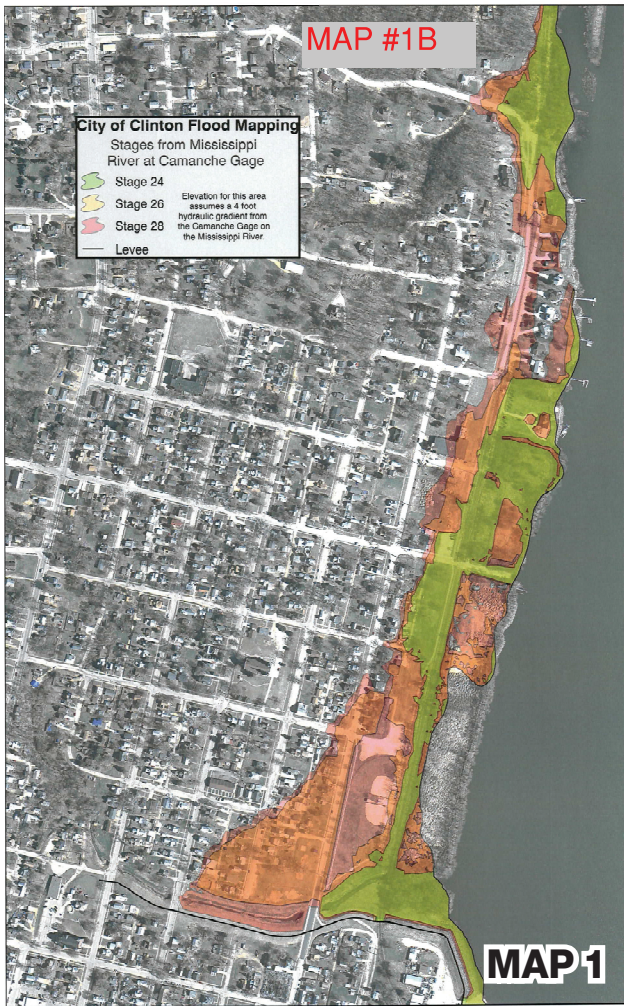 MAP #1B
City of Clinton Flood Mapping
Stages from Mississippi
River at Camanche Gage
Stage 24
Stage 26
Stage 28
Levee
Elevation for this area
assumes a 4 foot
hydraulic gradient from
the Camanche Gage on
the Mississippi River.
MAP 1